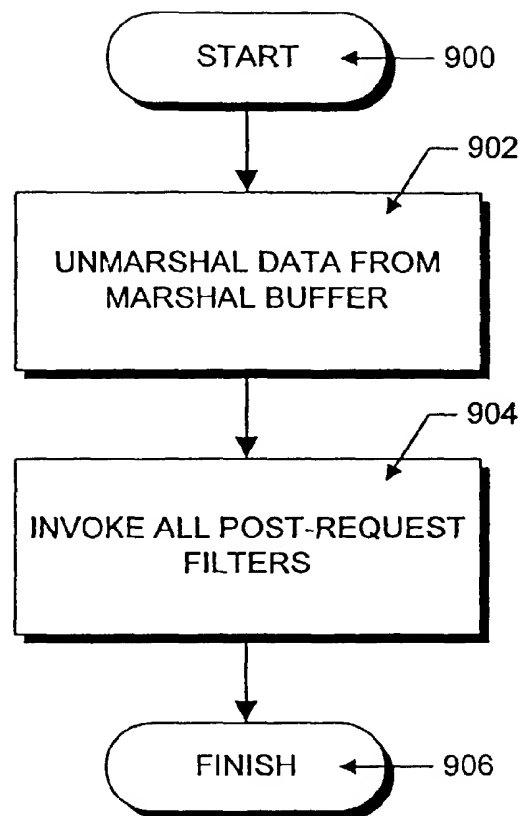 START
900
902
UNMARSHAL DATA FROM
MARSHAL BUFFER
904
INVOKE ALL POST-REQUEST
FILTERS
FINISH
906